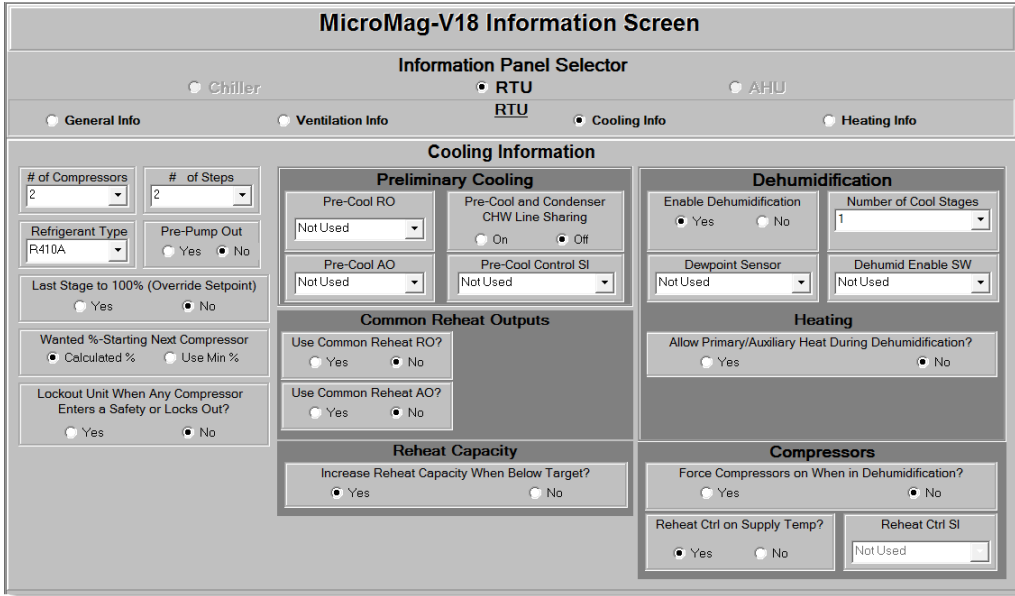 MicroMag-V18 Information Screen
Information Panel Selector
Chiller
RTU
AHU
RTU
General Info
Ventilation Info
Cooling Info
Heating Info
Cooling Information
# of Compressors
# of Steps
2
2
Refrigerant Type
Pre-Pump Out
R410A
Yes No
Last Stage to 100% (Override Setpoint)
Yes No
Wanted %-Starting Next Compressor
Calculated % Use Min %
Lockout Unit When Any Compressor
Enters a Safety or Locks Out?
Yes No
Preliminary Cooling
Pre-Cool RO
Not Used
Pre-Cool and Condenser
CHW Line Sharing
On Off
Pre-Cool AO
Not Used
Pre-Cool Control SI
Not Used
Common Reheat Outputs
Use Common Reheat RO?
Yes No
Use Common Reheat AO?
Yes No
Reheat Capacity
Increase Reheat Capacity When Below Target?
Yes No
Dehumidification
Enable Dehumidification
Yes No
Number of Cool Stages
1
Dewpoint Sensor
Not Used
Dehumid Enable SW
Not Used
Heating
Allow Primary/Auxiliary Heat During Dehumidification?
Yes No
Compressors
Force Compressors on When in Dehumidification?
Yes No
Reheat Ctrl on Supply Temp?
Yes No
Reheat Ctrl SI
Not Used